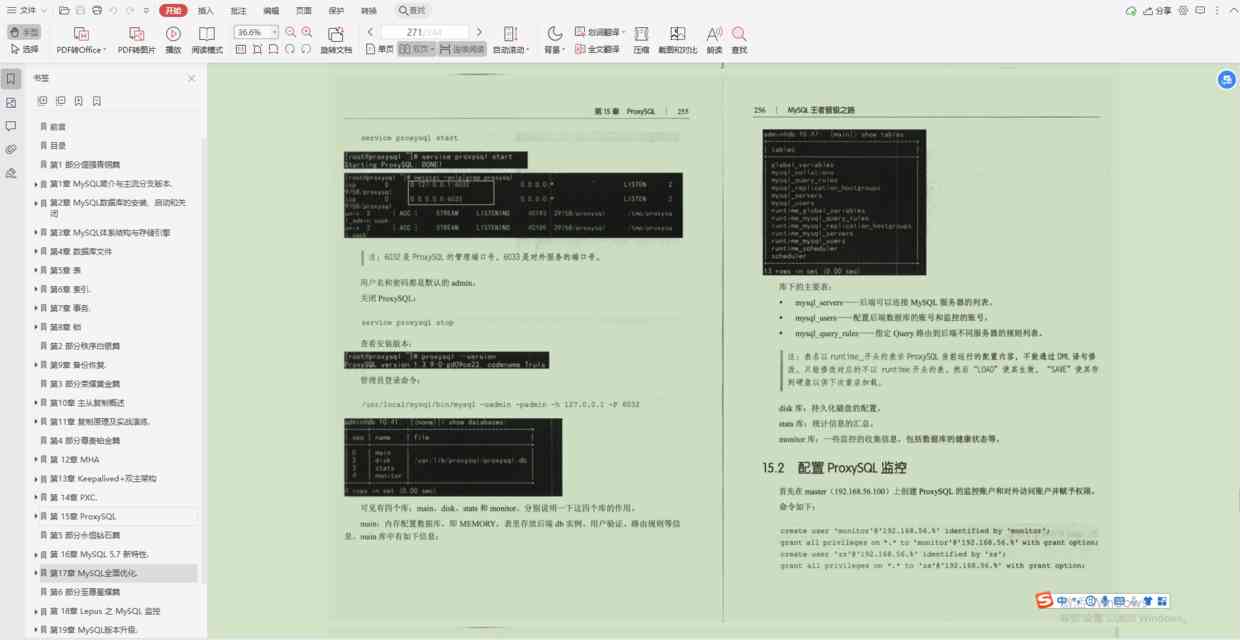 文件
开始
插入
批注
编辑
页面
保护
转换
查找
分享
手型
选择
PDF转Office
PDF转图片
播放
阅读模式
36.6%
旋转文档
271/344
单页
双页
连续阅读
自动滚动
背景
划词翻译
全文翻译
压缩
截图和对比
朗读
查找
书签
前言
目录
第1 部分倔强青铜篇
第1章 MySQL简介与主流分支版本.
第2章 MySQL数据库的安装、启动和关
闭
第3章 MySQL体系结构与存储引擎
第4章 数据库文件
第5章 表
第6章 索引.
第7章 事务.
第8章 锁
第2 部分秩序白银篇
第9章 备份恢复.
第3 部分荣耀黄金篇
第10章 主从复制概述
第11章 复制原理及实战演练.
第4 部分尊贵铂金篇
第 12章 MHA
第13章 Keepalived+双主架构
第 14章 PXC.
第 15章 ProxySQL
第5 部分永恒钻石篇
第 16章 MySQL 5.7 新特性.
第17章 MySQL全面优化.
第6 部分至尊星耀篇
第 18章 Lepus 之 MySQL 监控
第19章 MySQL版本升级.
第 15 章 ProxySQL | 255
service proxysql start
[root@proxysql ~]# service proxysql start
Starting ProxySQL: DONE!
0 127.0.0.1:6032
0.0.0.0:*
LISTEN
0 0.0.0.0:6033
0.0.0.0:*
LISTEN
unix 2 [ ACC ] STREAM LISTENING
unix 2 [ ACC ] STREAM LISTENING
注：6032 是 ProxySQL 的管理端口号，6033 是对外服务的端口号。
用户名和密码都是默认的 admin。
关闭 ProxySQL：
service proxysql stop
查看安装版本：
[root@proxysql ~]# proxysql --version
管理员登录命令：
/usr/local/mysql/bin/mysql -uadmin -padmin -h 127.0.0.1 -P 6032
show databases;
seq | name | file
0 | main
2 | disk | /var/lib/proxysql/proxysql.db
3 | stats
4 | monitor
4 rows in set (0.00 sec)
可见有四个库：main、disk、stats 和 monitor。分别说明一下这四个库的作用。
main：内存配置数据库，即 MEMORY，表里存放后端 db 实例、用户验证、路由规则等信
息。main 库中有如下信息：
256 | MySQL 王者晋级之路
show tables
tables
global_variables
mysql_collations
mysql_query_rules
mysql_replication_hostgroups
mysql_servers
mysql_users
runtime_global_variables
runtime_mysql_query_rules
runtime_mysql_replication_hostgroups
runtime_mysql_servers
runtime_mysql_users
runtime_scheduler
scheduler
13 rows in set (0.00 sec)
库下的主要表：
• mysql_servers——后端可以连接 MySQL 服务器的列表。
• mysql_users——配置后端数据库的账号和监控的账号。
• mysql_query_rules——指定 Query 路由到后端不同服务器的规则列表。
注：表名以 runtime_开头的表示 ProxySQL 当前运行的配置内容，不能通过 DML 语句修
改。只能修改对应的不以 runtime 开头的表，然后“LOAD”使其生效，“SAVE”使其存
到硬盘以供下次重启加载。
disk 库：持久化磁盘的配置。
stats 库：统计信息的汇总。
monitor 库：一些监控的收集信息，包括数据库的健康状态等。
15.2 配置 ProxySQL 监控
首先在 master（192.168.56.100）上创建 ProxySQL 的监控账户和对外访问账户并赋予权限。
命令如下：
create user 'monitor'@'192.168.56.%' identified by 'monitor';
grant all privileges on *.* to 'monitor'@'192.168.56.%' with grant option;
create user 'zs'@'192.168.56.%' identified by 'zs';
grant all privileges on *.* to 'zs'@'192.168.56.%' with grant option;
中